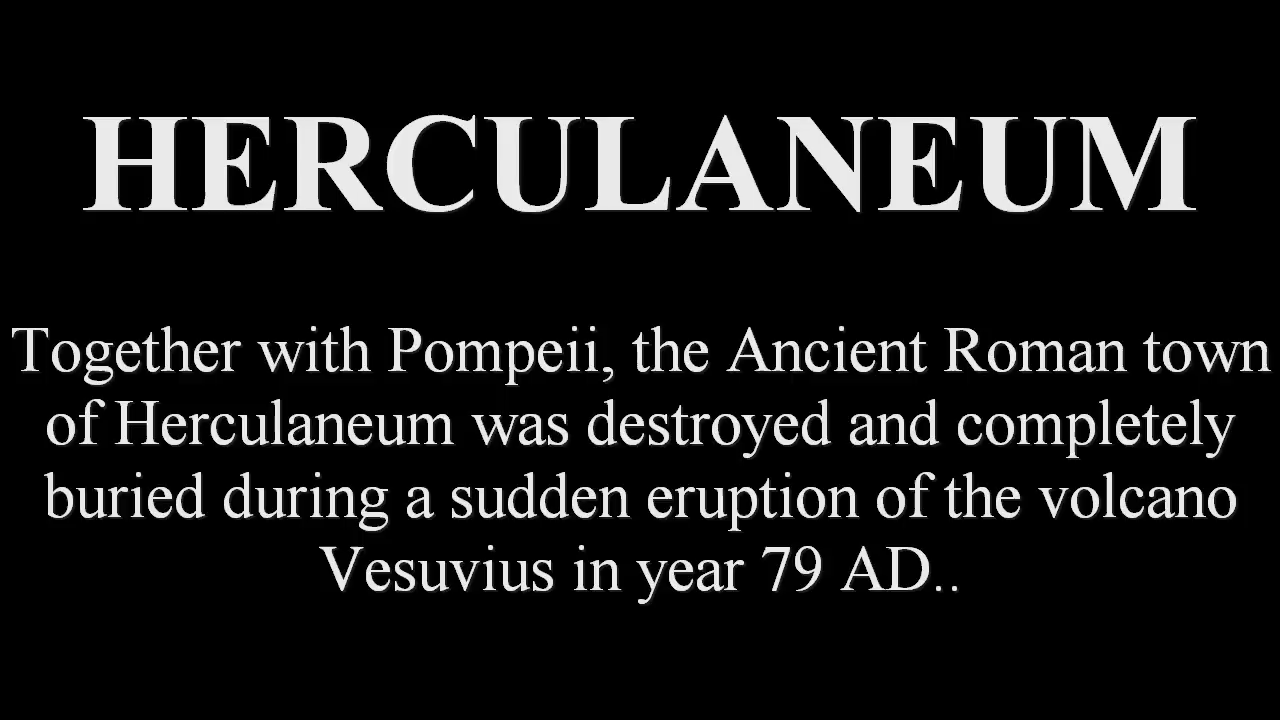 HERCULANEUM
Together with Pompeii, the Ancient Roman town
of Herculaneum was destroyed and completely
buried during a sudden eruption of the volcano
Vesuvius in year 79 AD..